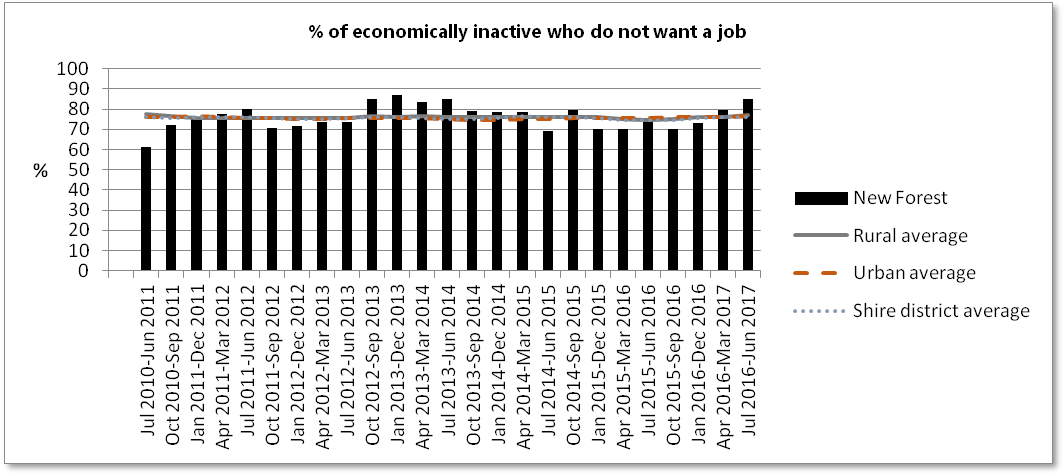 % of economically inactive who do not want a job
100
90
80
70
60
50
40
30
20
10
0
%
Jul 2010-Jun 2011
Oct 2010-Sep 2011
Jan 2011-Dec 2011
Apr 2011-Mar 2012
Jul 2011-Jun 2012
Oct 2011-Sep 2012
Jan 2012-Dec 2012
Apr 2012-Mar 2013
Jul 2012-Jun 2013
Oct 2012-Sep 2013
Jan 2013-Dec 2013
Apr 2013-Mar 2014
Jul 2013-Jun 2014
Oct 2013-Sep 2014
Jan 2014-Dec 2014
Apr 2014-Mar 2015
Jul 2014-Jun 2015
Oct 2014-Sep 2015
Jan 2015-Dec 2015
Apr 2015-Mar 2016
Jul 2015-Jun 2016
Oct 2015-Sep 2016
Jan 2016-Dec 2016
Apr 2016-Mar 2017
Jul 2016-Jun 2017
New Forest
Rural average
Urban average
Shire district average